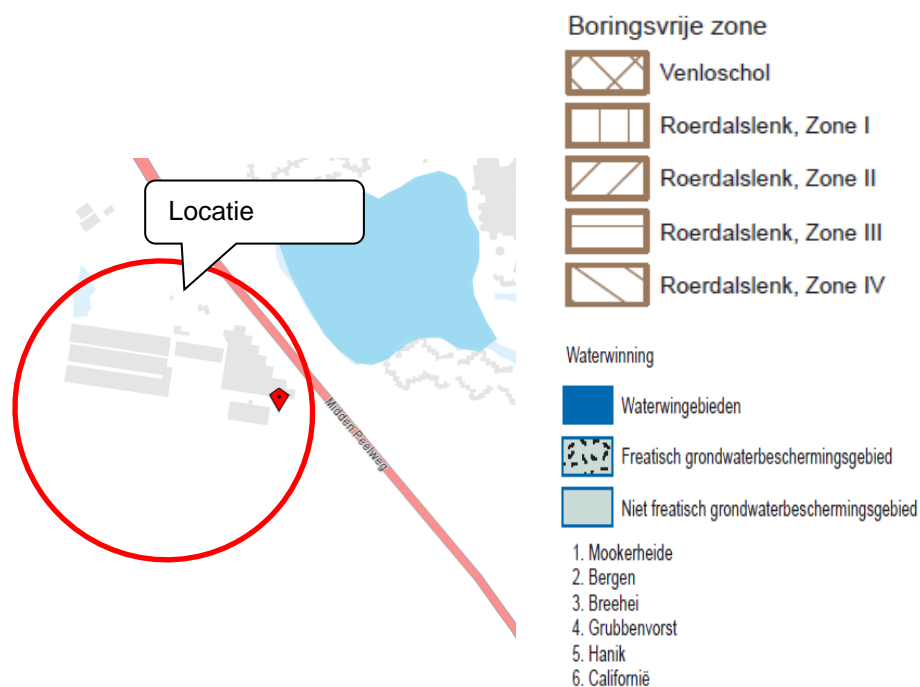 Locatie
Midden Peelweg
Boringsvrije zone
Venloschol
Roerdalslenk, Zone I
Roerdalslenk, Zone II
Roerdalslenk, Zone III
Roerdalslenk, Zone IV
Waterwinning
Waterwingebieden
Freatisch grondwaterbeschermingsgebied
Niet freatisch grondwaterbeschermingsgebied
1. Mookerheide
2. Bergen
3. Breehei
4. Grubbenvorst
5. Hanik
6. Californië